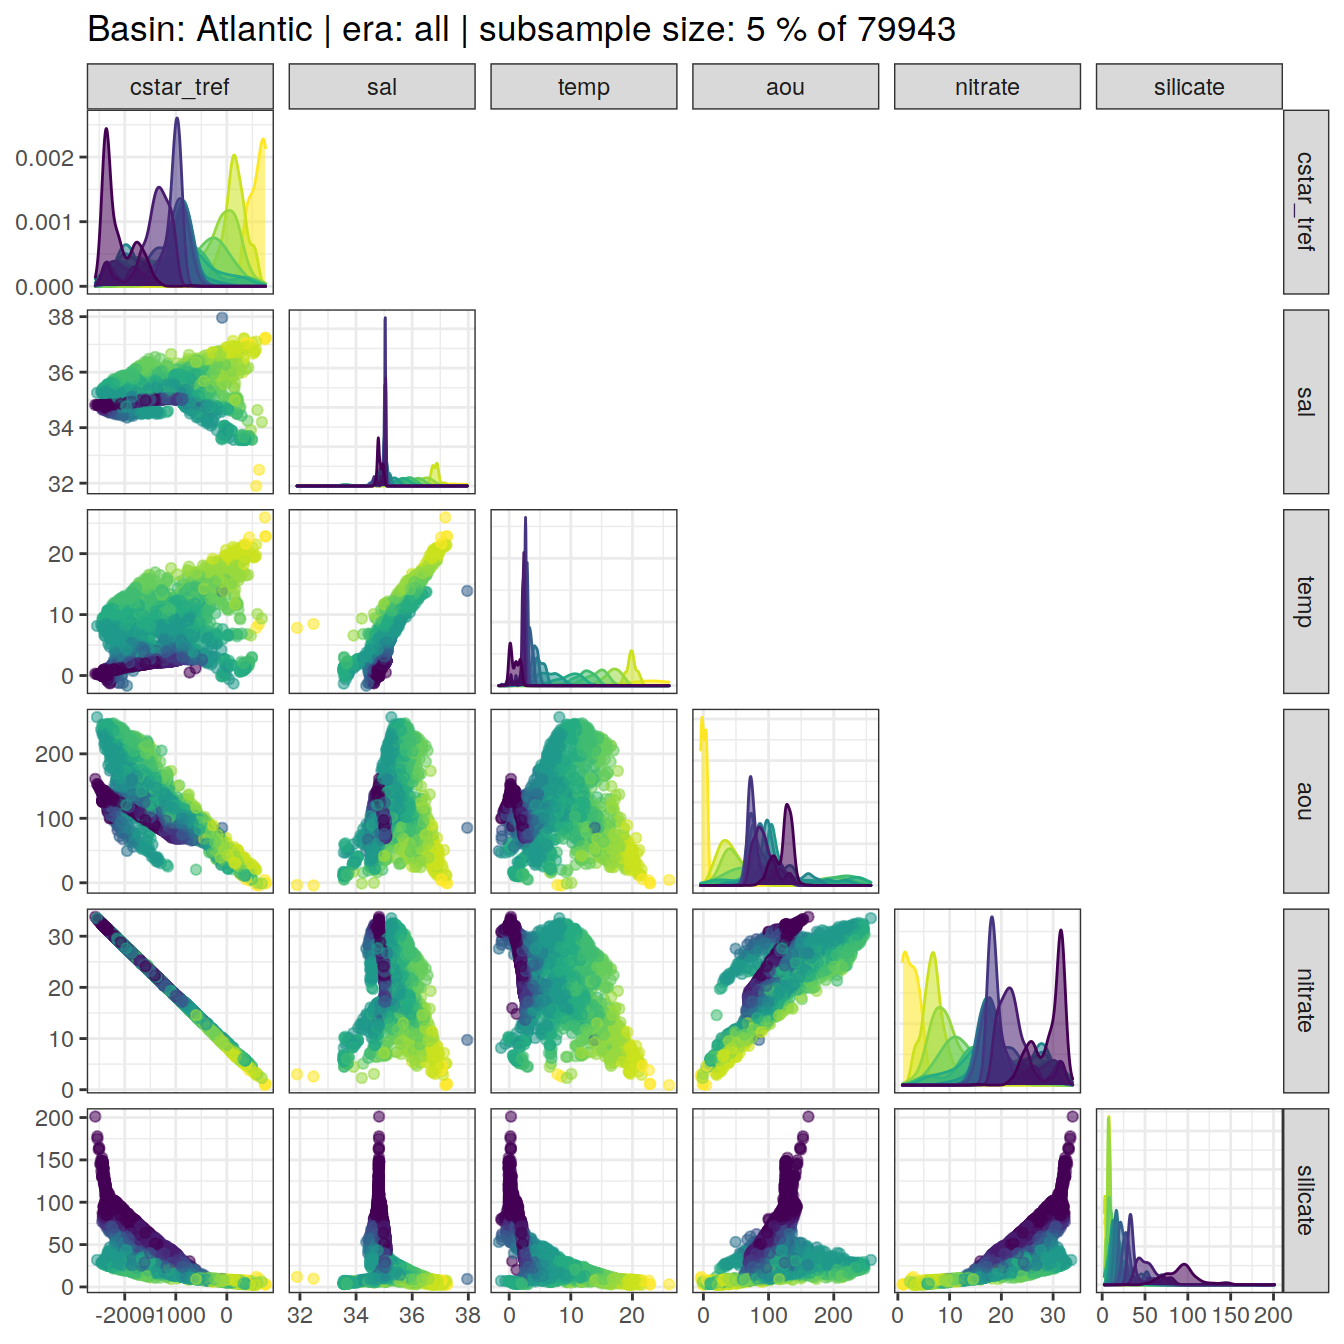 Basin: Atlantic | era: all | subsample size: 5 % of 79943
cstar_tref sal temp aou nitrate silicate
0.002
0.001
0.000
cstar_tref
38
36
34
32
sal
20
10
0
temp
200
100
0
aou
30
20
10
0
nitrate
200
150
100
50
0
silicate
-2000 -1000 0 32 34 36 38 0 10 20 0 100 200 0 10 20 30 0 50 100 150 200